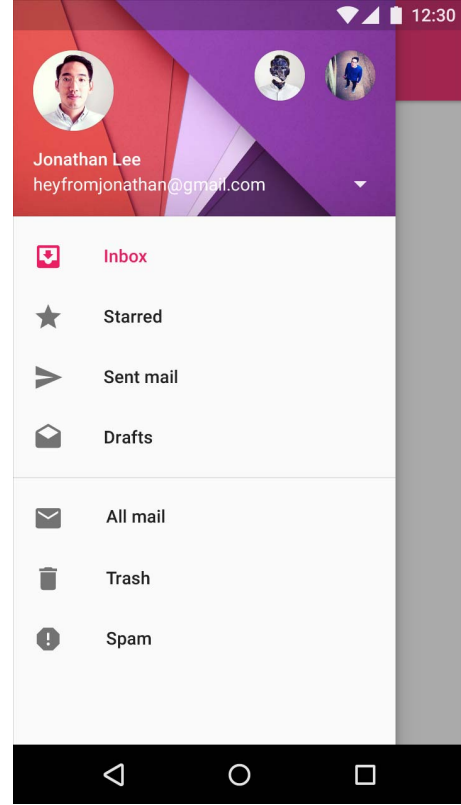 12:30
Jonathan Lee
heyfromjonathan@gmail.com
Inbox
Starred
Sent mail
Drafts
All mail
Trash
Spam